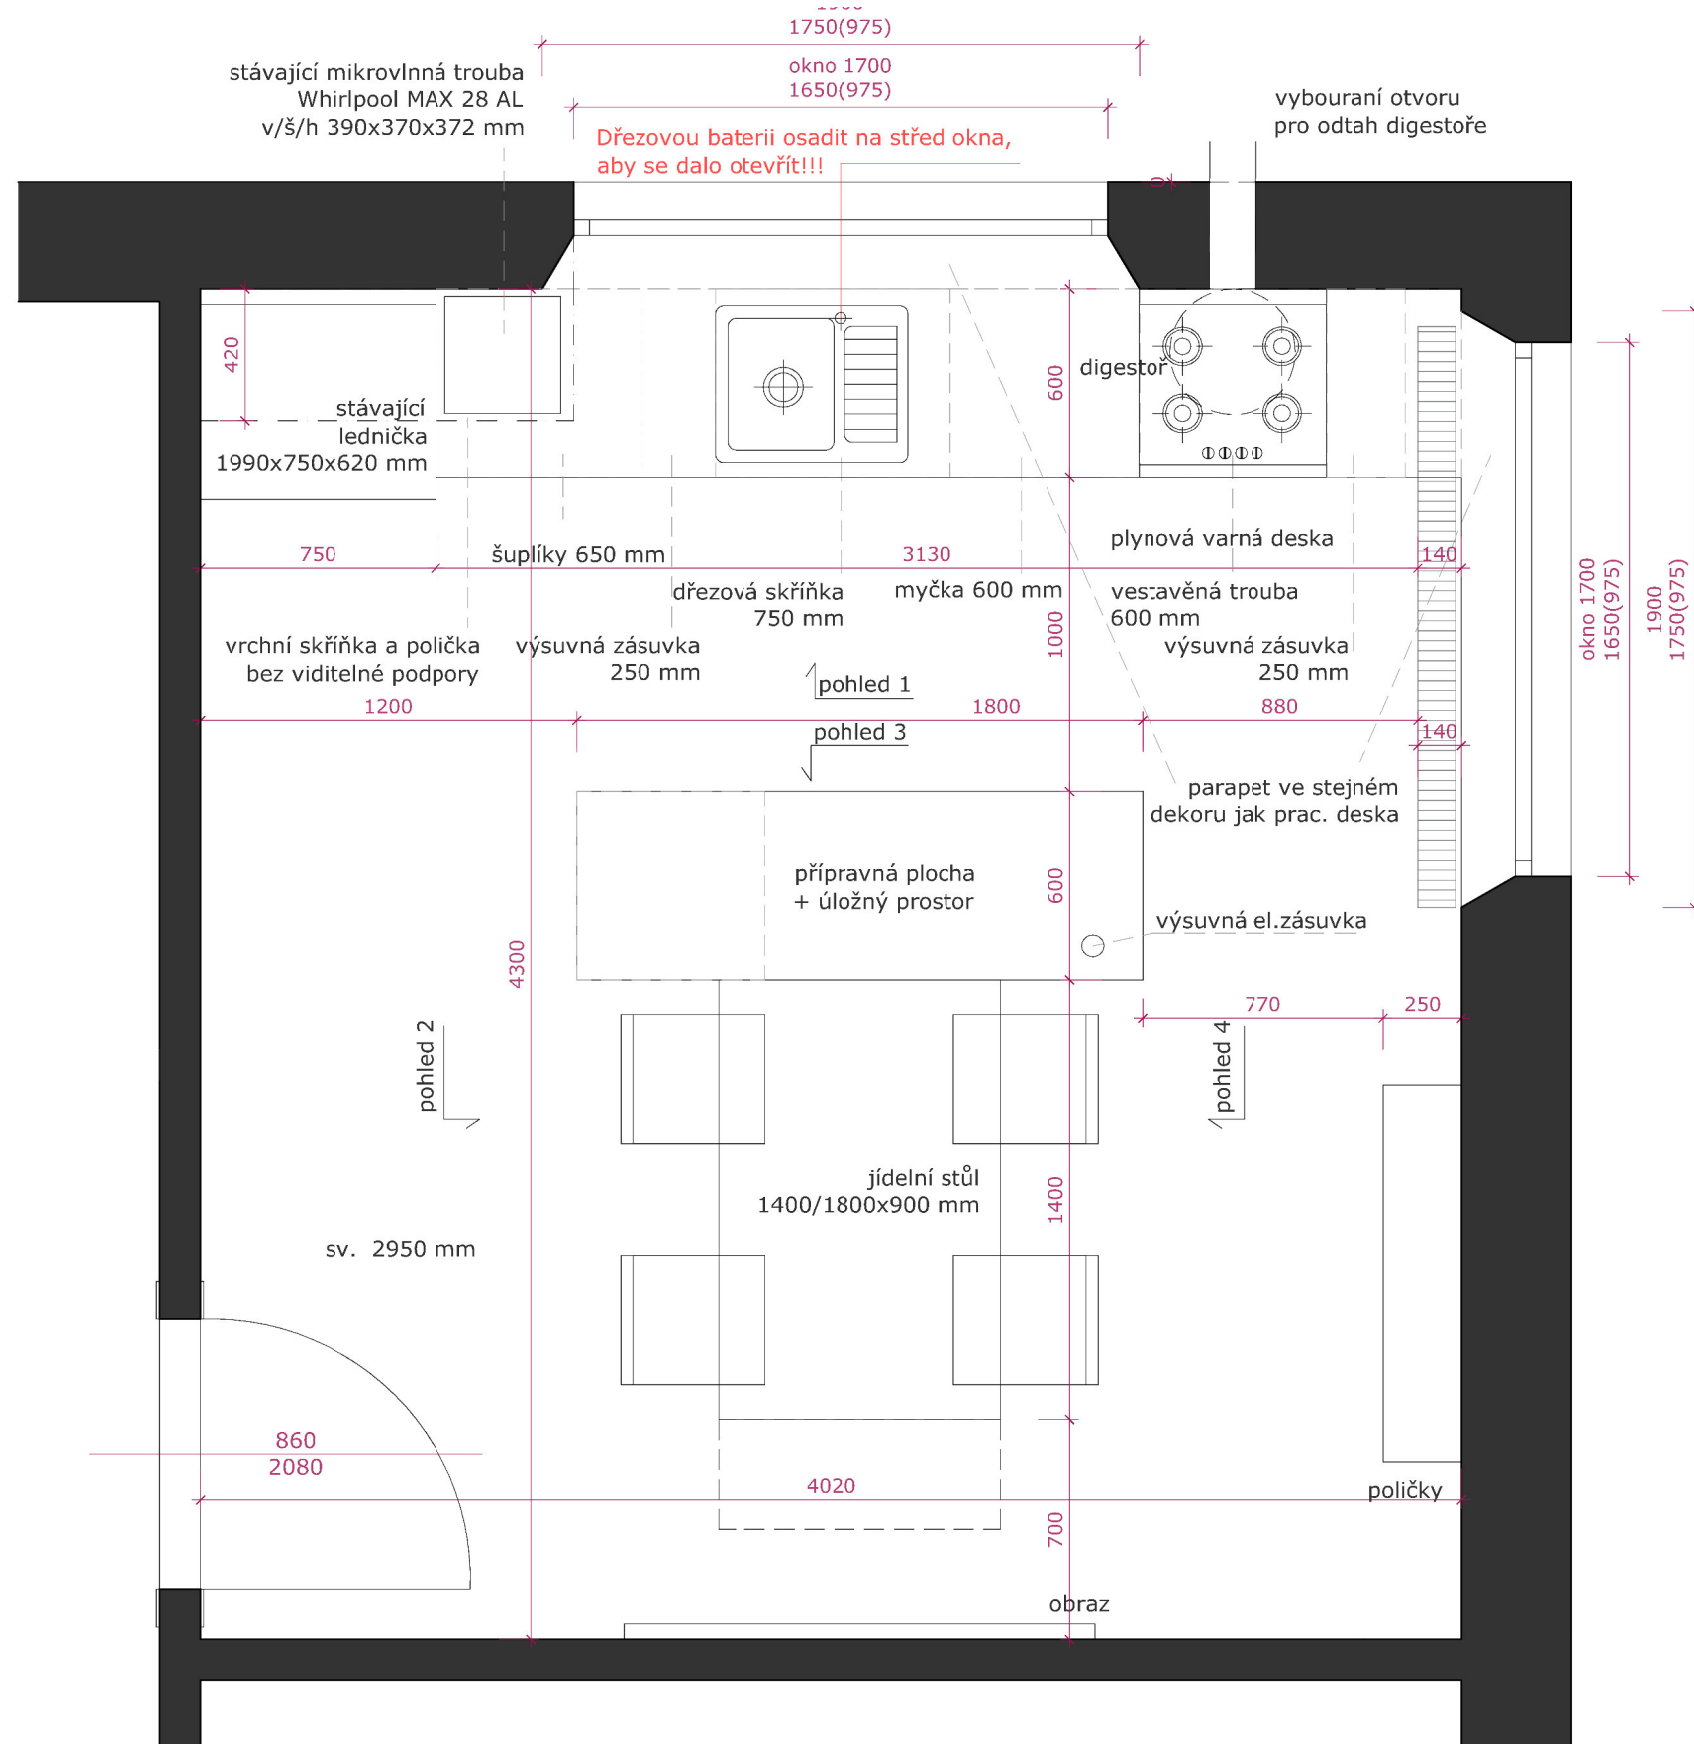 1750(975)
okno 1700
1650(975)
stávající mikrovlnná trouba
Whirlpool MAX 28 AL
v/š/h 390x370x372 mm
vybouraní otvoru
pro odtah digestoře
Dřezovou baterii osadit na střed okna,
aby se dalo otevřít!!!
0
420
stávající
lednička
1990x750x620 mm
600
digestoř
750
šuplíky 650 mm
3130
plynová varná deska
140
dřezová skříňka
750 mm
myčka 600 mm
vestavěná trouba
600 mm
okno 1700
1650(975)
1900
1750(975)
1000
vrchní skříňka a polička
bez viditelné podpory
výsuvná zásuvka
250 mm
výsuvná zásuvka
250 mm
pohled 1
1200
1800
880
pohled 3
140
parapet ve stejném
dekoru jak prac. deska
přípravná plocha
+ úložný prostor
600
výsuvná el.zásuvka
4300
770
250
pohled 2
pohled 4
jídelní stůl
1400/1800x900 mm
1400
sv. 2950 mm
860
2080
4020
poličky
700
obraz